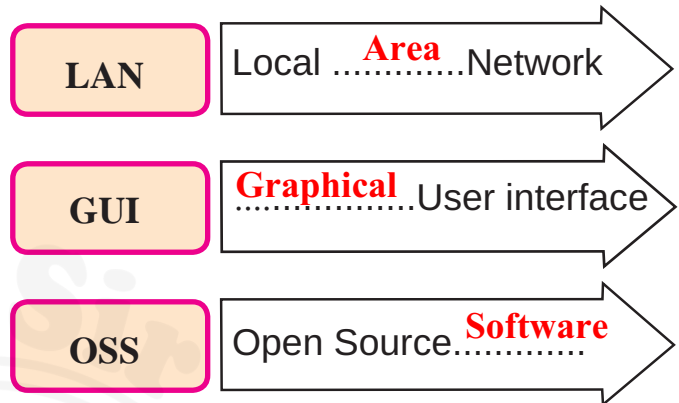 LAN
Local .............Network
Area
GUI
Graphical
..................User interface
OSS
Open Source.............
Software